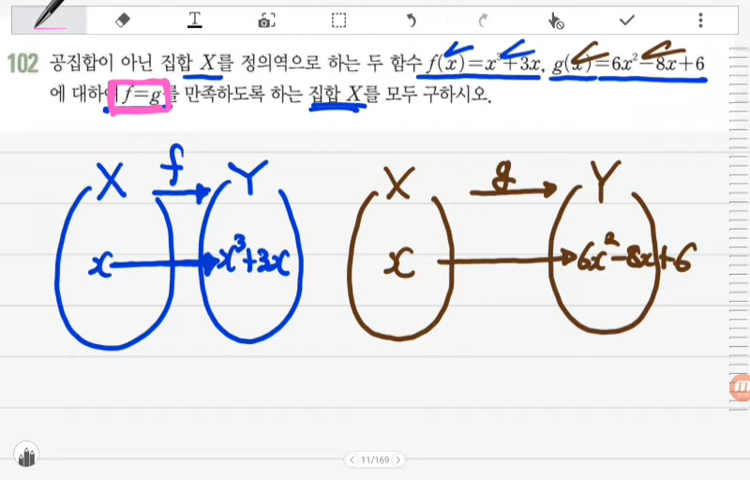 102 공집합이 아닌 집합 X를 정의역으로 하는 두 함수 f(x)=x³+3x, g(x)=6x²-8x+6
에 대하여 f=g를 만족하도록 하는 집합 X를 모두 구하시오.
X f Y X g Y
x x³+3x x 6x²-8x+6
11/169